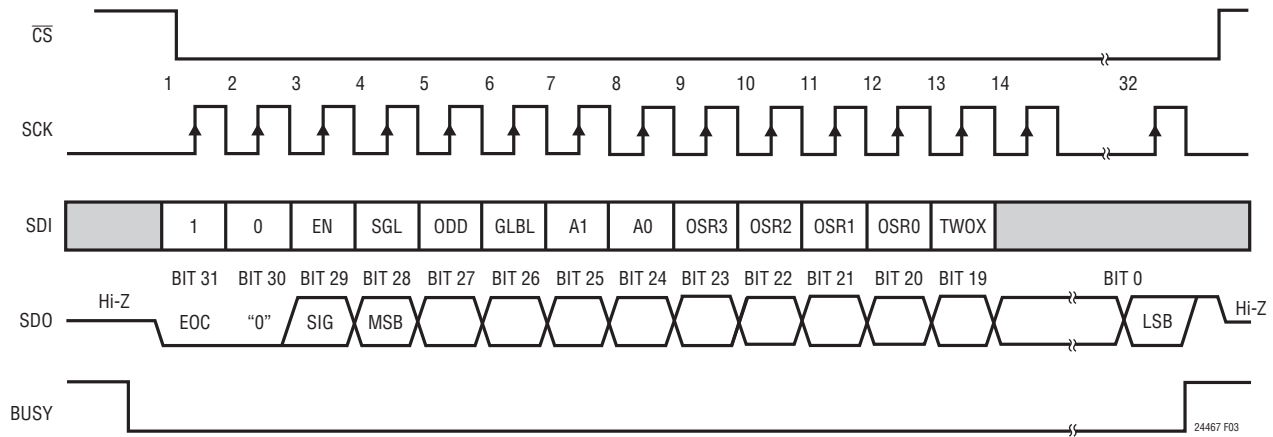 CS
1 2 3 4 5 6 7 8 9 10 11 12 13 14 32
SCK
SDI 1 0 EN SGL ODD GLBL A1 A0 OSR3 OSR2 OSR1 OSR0 TWOX
BIT 31 BIT 30 BIT 29 BIT 28 BIT 27 BIT 26 BIT 25 BIT 24 BIT 23 BIT 22 BIT 21 BIT 20 BIT 19 BIT 0
Hi-Z Hi-Z
SDO EOC “0” SIG MSB LSB
BUSY
24467 F03